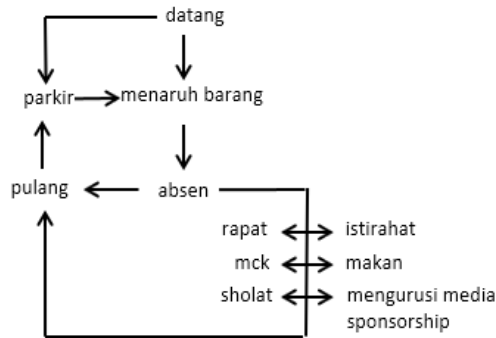 datang
parkir
menaruh barang
pulang
absen
rapat
istirahat
mck
makan
sholat
mengurusi media
sponsorship